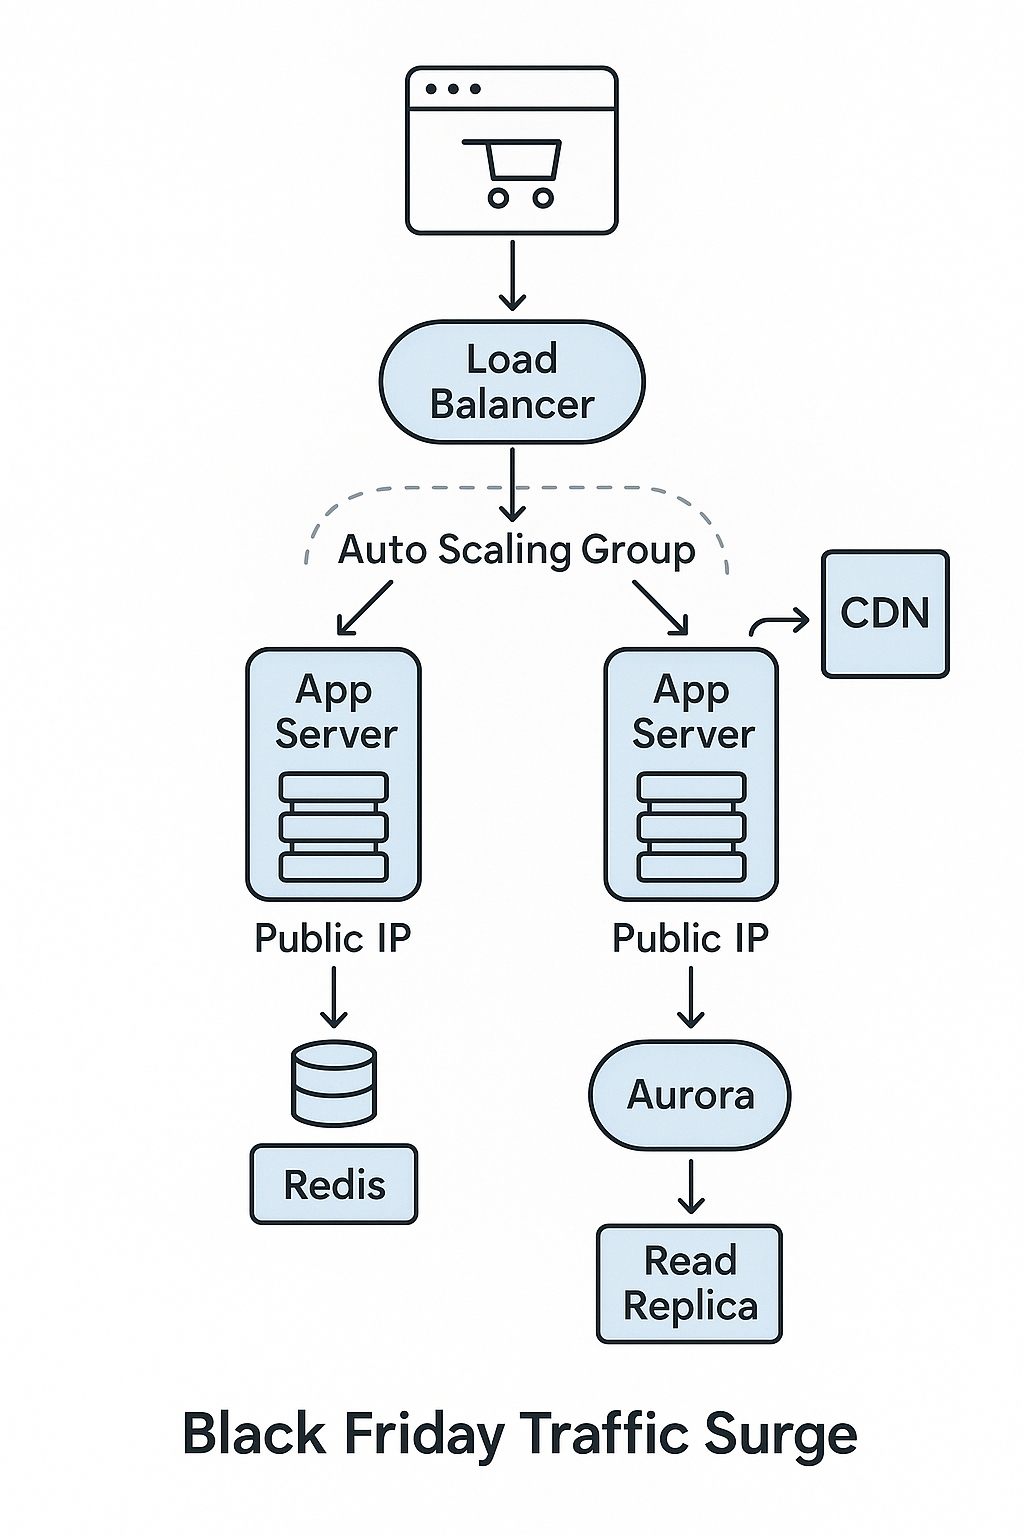 Load
Balancer
Auto Scaling Group
CDN
App
Server
App
Server
Public IP
Public IP
Redis
Aurora
Read
Replica
Black Friday Traffic Surge